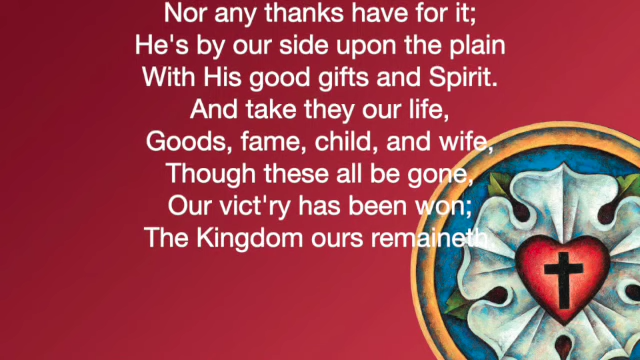 Nor any thanks have for it;
He's by our side upon the plain
With His good gifts and Spirit.
And take they our life,
Goods, fame, child, and wife,
Though these all be gone,
Our vict'ry has been won;
The Kingdom ours remaineth.